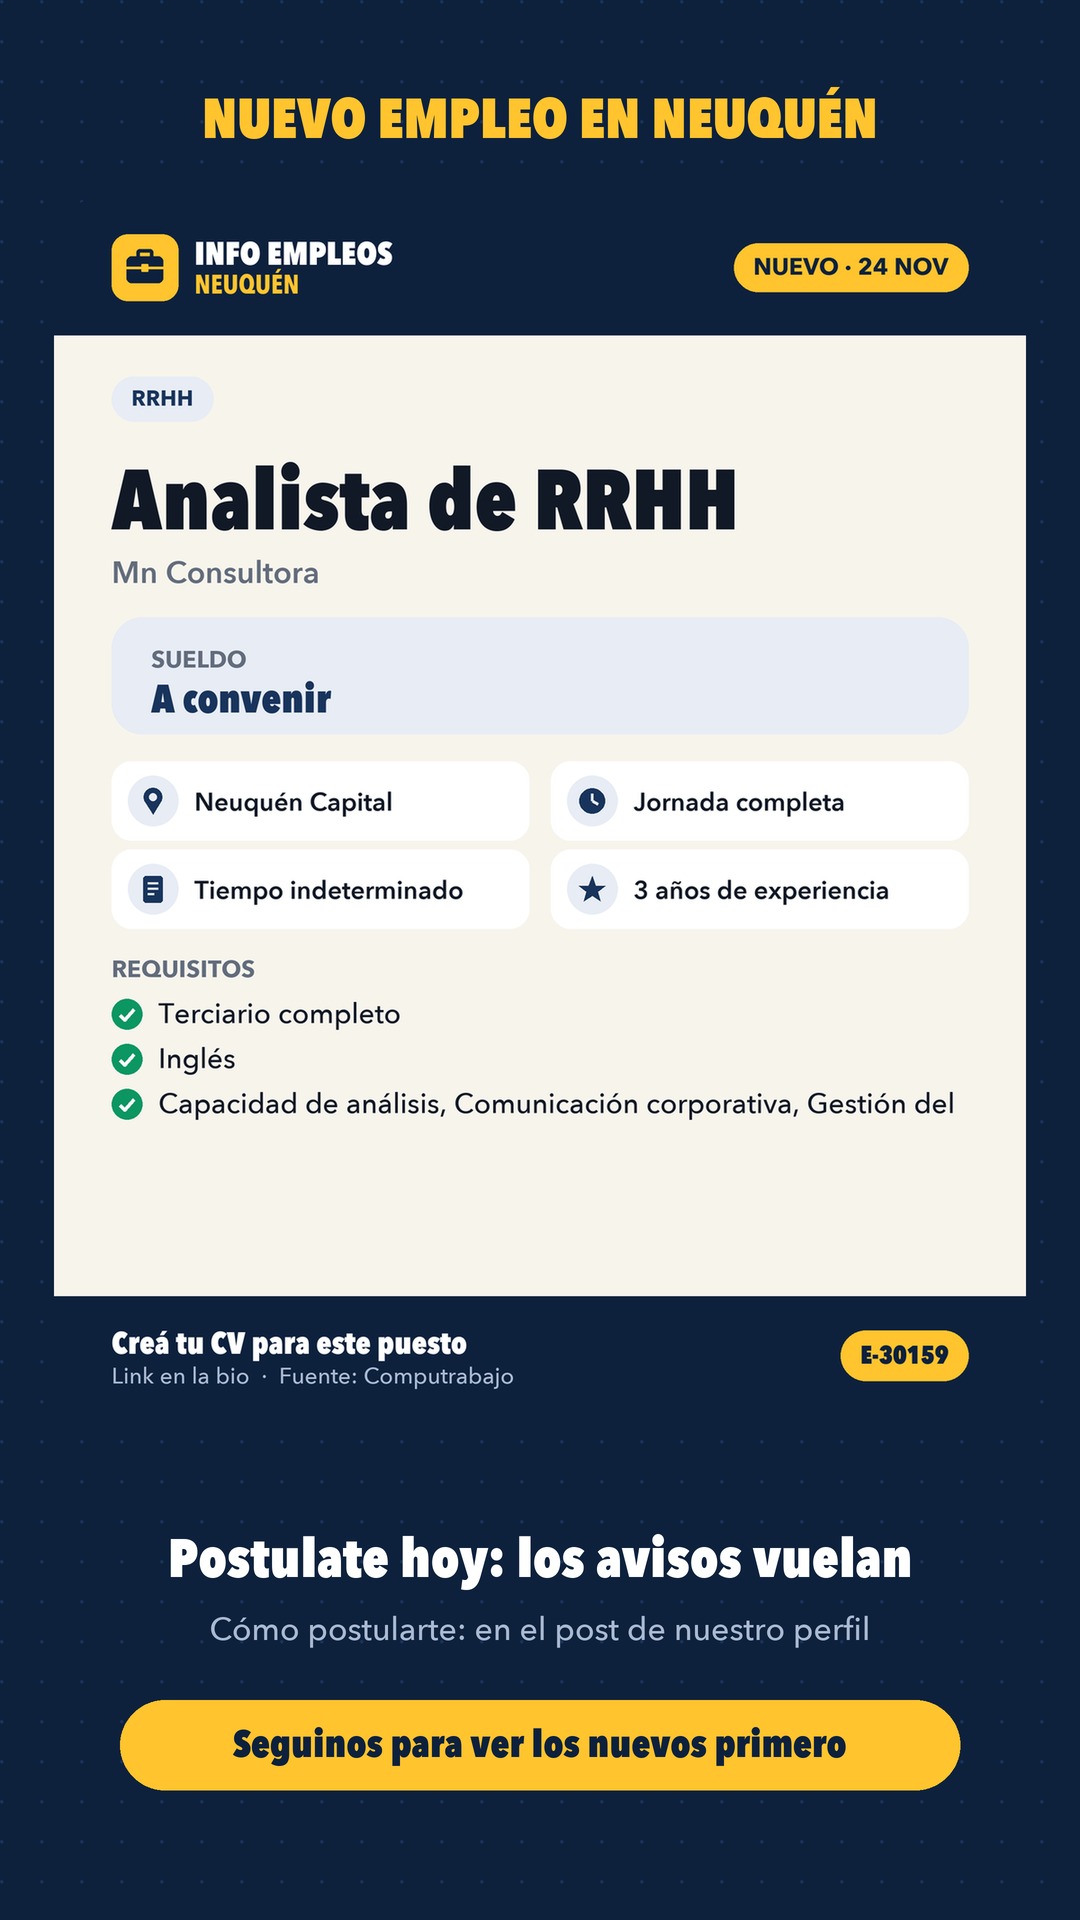 NUEVO EMPLEO EN NEUQUÉN
INFO EMPLEOS
NEUQUÉN
NUEVO · 24 NOV
RRHH
Analista de RRHH
Mn Consultora
SUELDO
A convenir
Neuquén Capital
Jornada completa
Tiempo indeterminado
3 años de experiencia
REQUISITOS
Terciario completo
Inglés
Capacidad de análisis, Comunicación corporativa, Gestión del
Creá tu CV para este puesto
Link en la bio · Fuente: Computrabajo
E-30159
Postulate hoy: los avisos vuelan
Cómo postularte: en el post de nuestro perfil
Seguinos para ver los nuevos primero